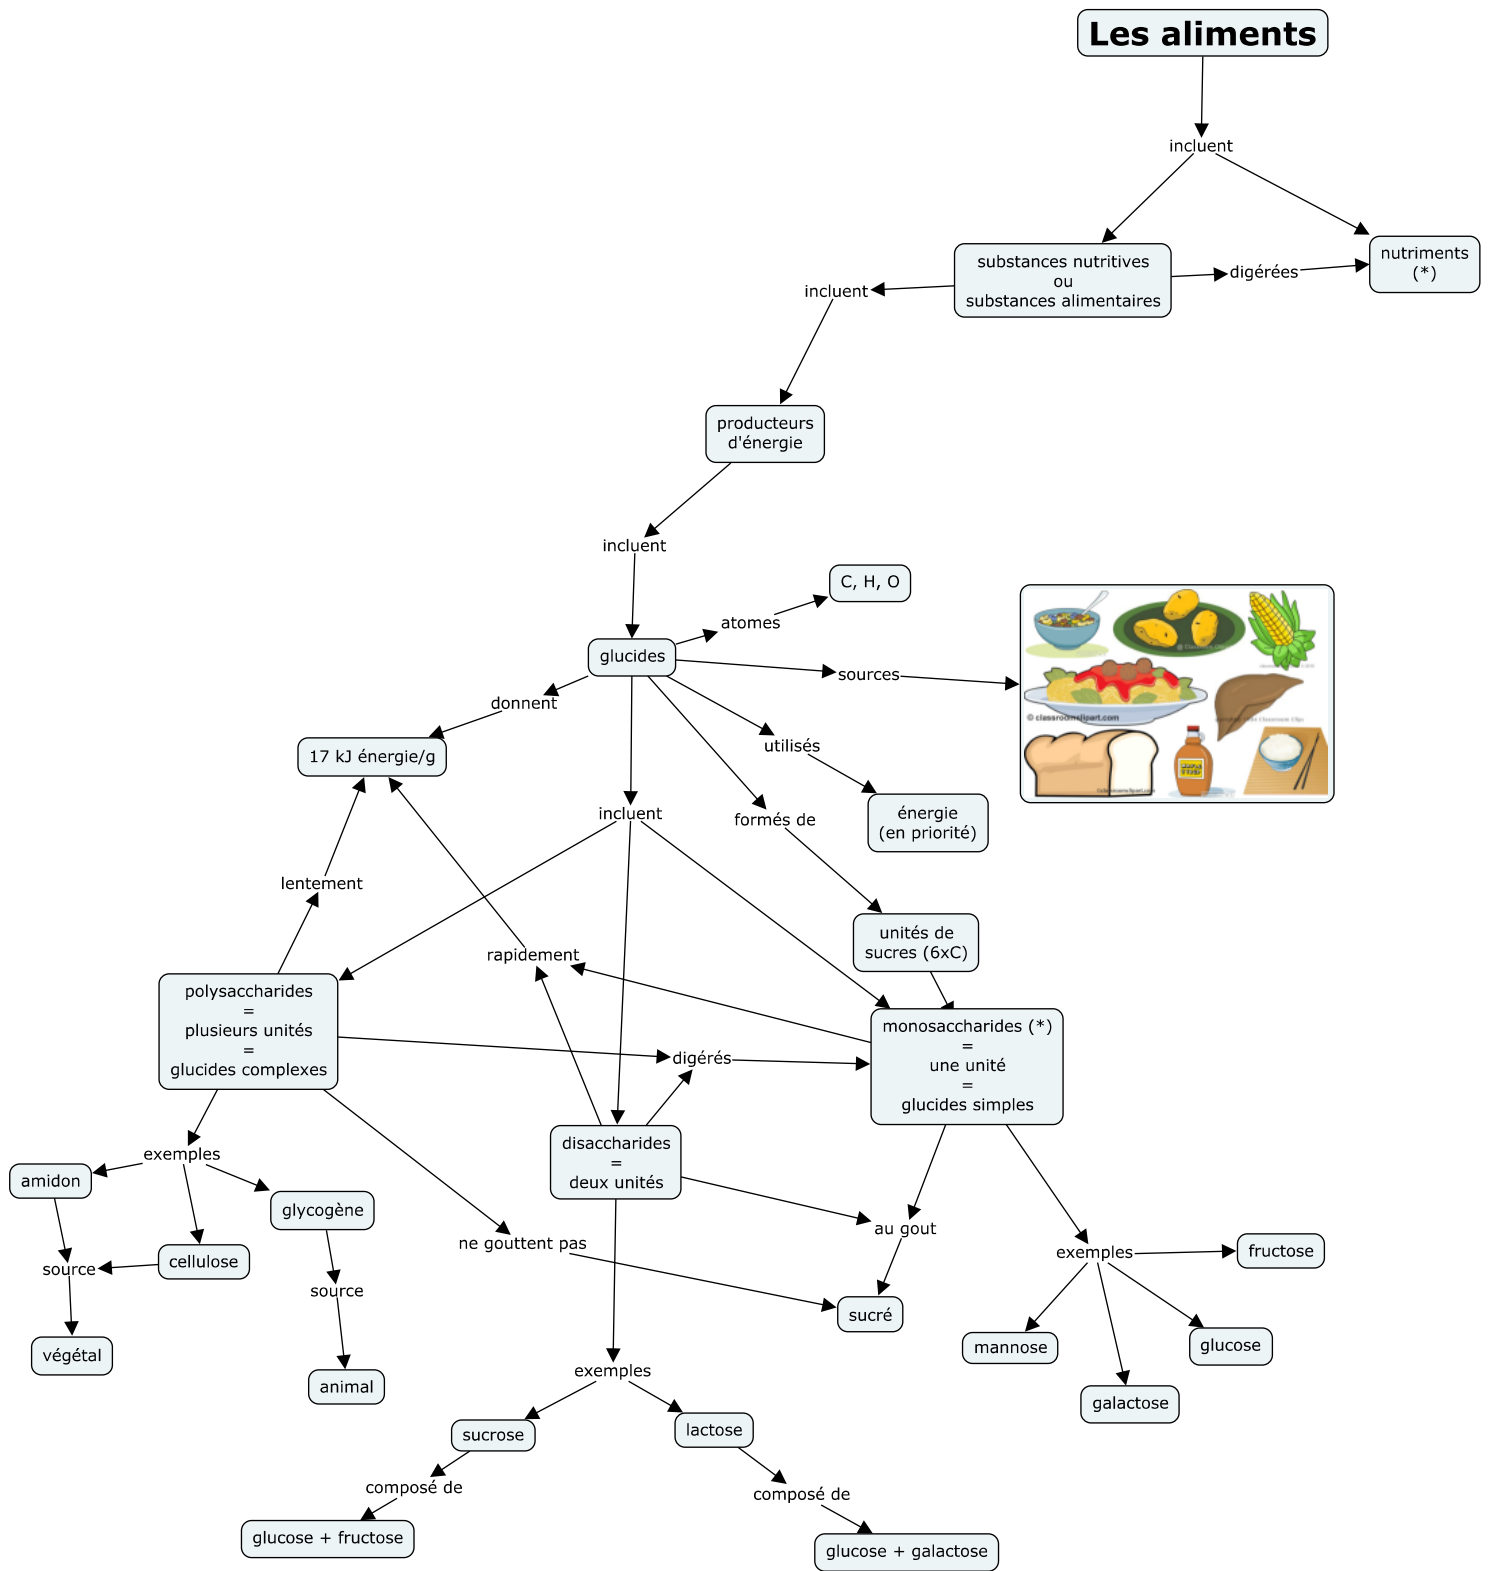 Les aliments
incluent
substances nutritives
ou
substances alimentaires
digérées
nutriments
(*)
incluent
producteurs
d'énergie
incluent
C, H, O
atomes
glucides
sources
© classroomclipart.com
donnent
17 kJ énergie/g
utilisés
énergie
(en priorité)
incluent
formés de
lentement
unités de
sucres (6xC)
rapidement
polysaccharides
=
plusieurs unités
=
glucides complexes
monosaccharides (*)
=
une unité
=
glucides simples
digérés
disaccharides
=
deux unités
exemples
amidon
glycogène
cellulose
source
source
végétal
animal
ne gouttent pas
au gout
sucré
exemples
fructose
mannose
glucose
galactose
exemples
sucrose
lactose
composé de
composé de
glucose + fructose
glucose + galactose